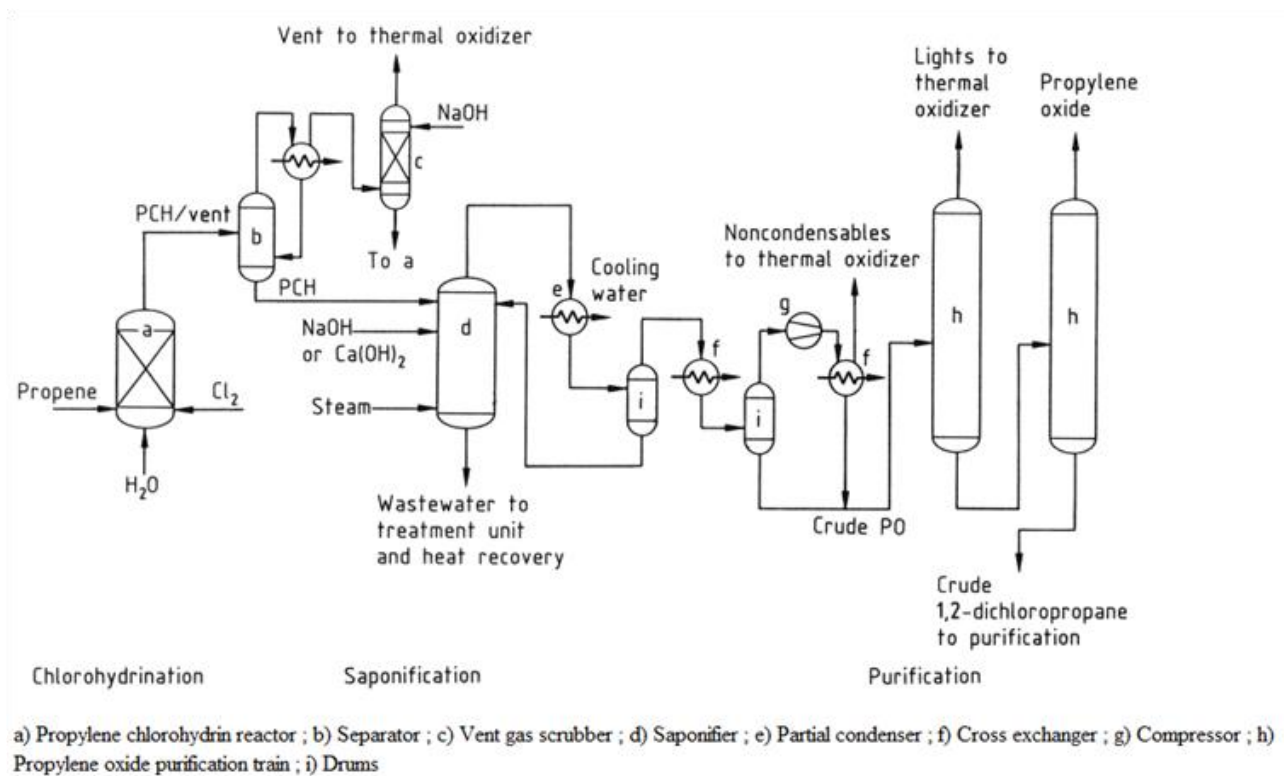 Vent to thermal oxidizer
NaOH
c
PCH/vent
b
To a
PCH
a
Propene
Cl₂
H₂O
NaOH
or Ca(OH)₂
Steam
d
Wastewater to
treatment unit
and heat recovery
e
Cooling
water
i
f
i
g
Noncondensables
to thermal oxidizer
f
Crude PO
Lights to
thermal
oxidizer
h
Propylene
oxide
h
Crude
1,2-dichloropropane
to purification
Chlorohydrination
Saponification
Purification
a) Propylene chlorohydrin reactor ; b) Separator ; c) Vent gas scrubber ; d) Saponifier ; e) Partial condenser ; f) Cross exchanger ; g) Compressor ; h)
Propylene oxide purification train ; i) Drums